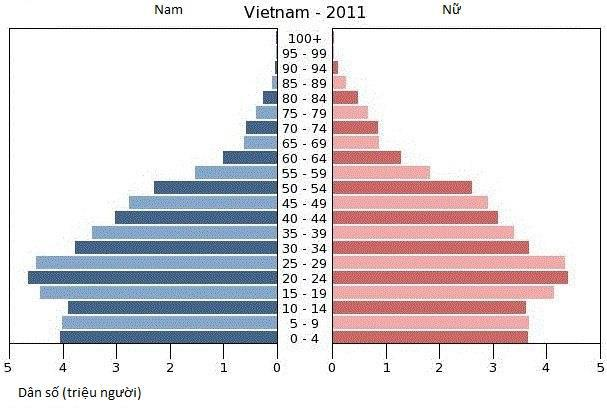 Nam Vietnam - 2011 Nữ
100+
95 - 99
90 - 94
85 - 89
80 - 84
75 - 79
70 - 74
65 - 69
60 - 64
55 - 59
50 - 54
45 - 49
40 - 44
35 - 39
30 - 34
25 - 29
20 - 24
15 - 19
10 - 14
5 - 9
0 - 4
5 4 3 2 1 0 0 1 2 3 4 5
Dân số (triệu người)